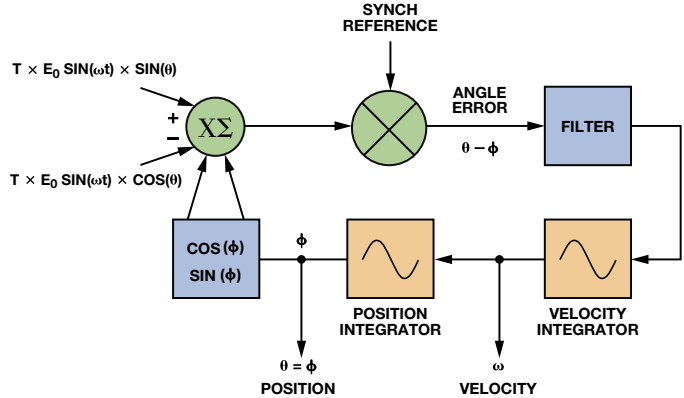 SYNCH
REFERENCE
T × E₀ SIN(ωt) × SIN(θ)
+
−
XΣ
ANGLE
ERROR
θ – ϕ
FILTER
T × E₀ SIN(ωt) × COS(θ)
COS (ϕ)
SIN (ϕ)
ϕ
POSITION
INTEGRATOR
VELOCITY
INTEGRATOR
θ = ϕ
POSITION
ω
VELOCITY